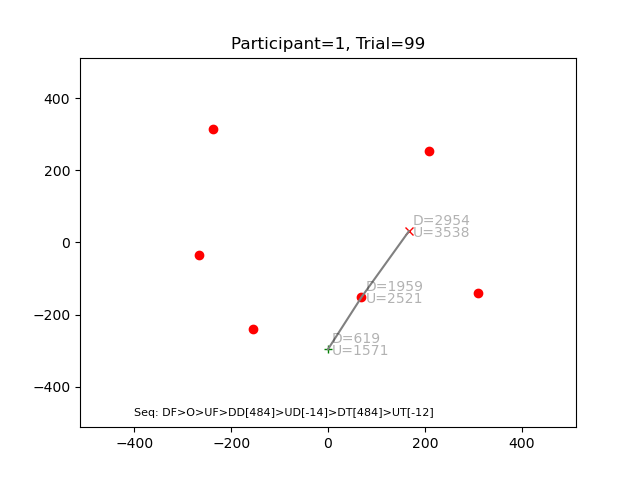 Participant=1, Trial=99
400
200
0
−200
−400
D=2954
U=3538
D=1959
U=2521
D=619
U=1571
Seq: DF>O>UF>DD[484]>UD[-14]>DT[484]>UT[-12]
−400 −200 0 200 400